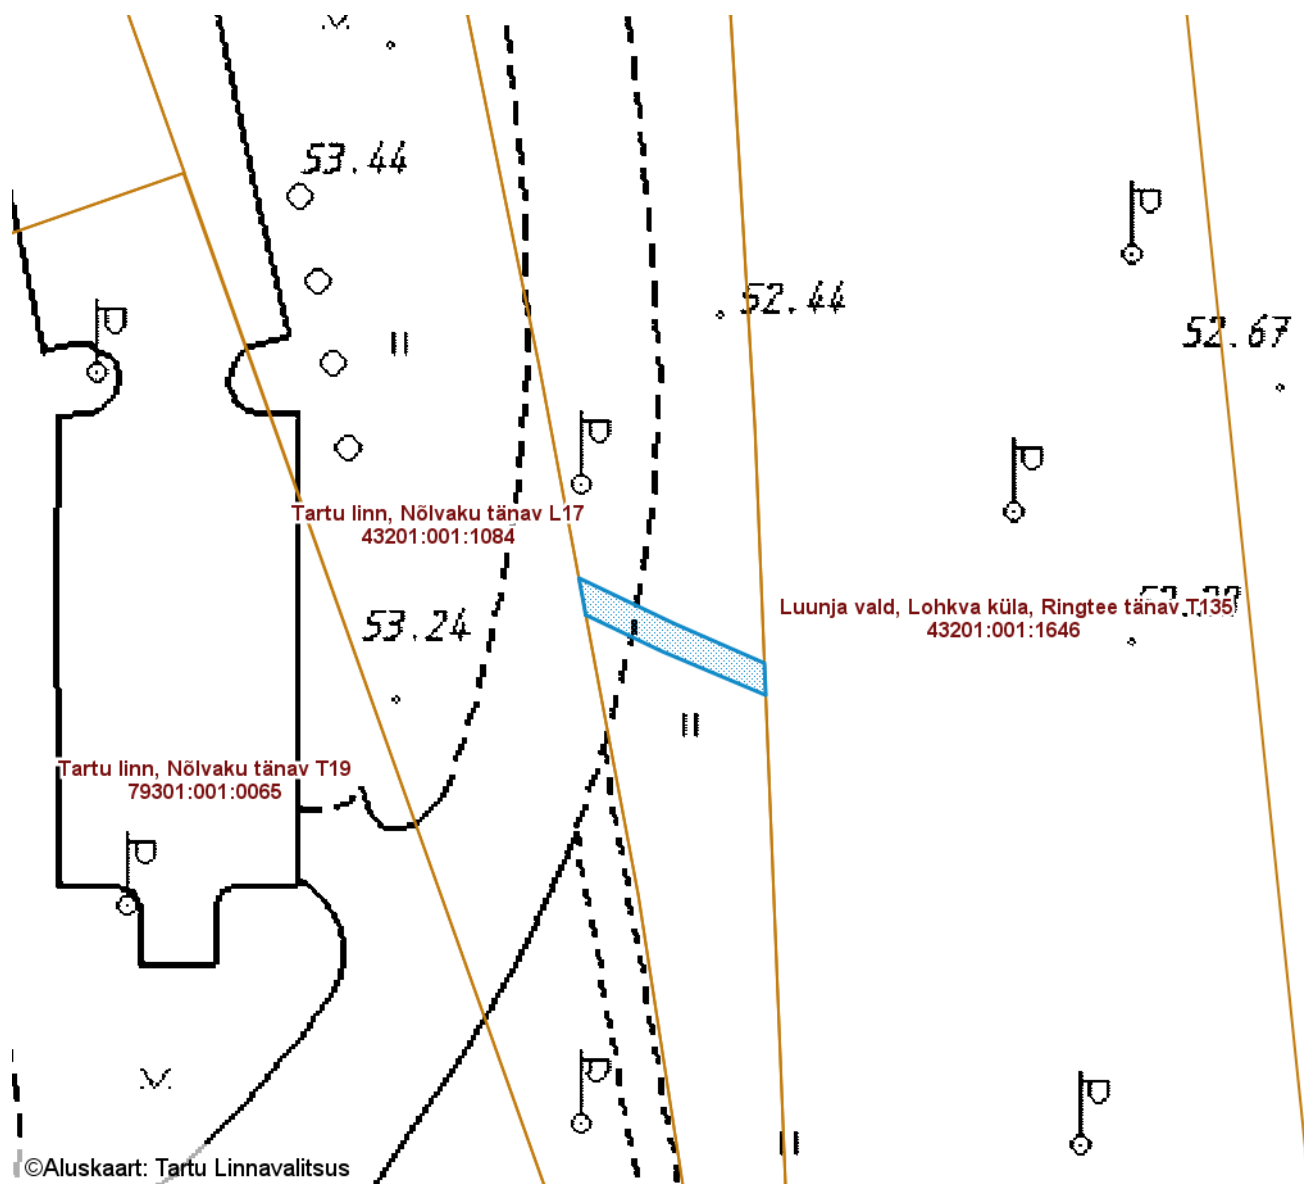 53.44
52.44
52.67
Tartu linn, Nõlvaku tänav L17
43201:001:1084
Luunja vald, Lohkva küla, Ringtee tänav T135
43201:001:1646
53.24
Tartu linn, Nõlvaku tänav T19
79301:001:0065
©Aluskaart: Tartu Linnavalitsus